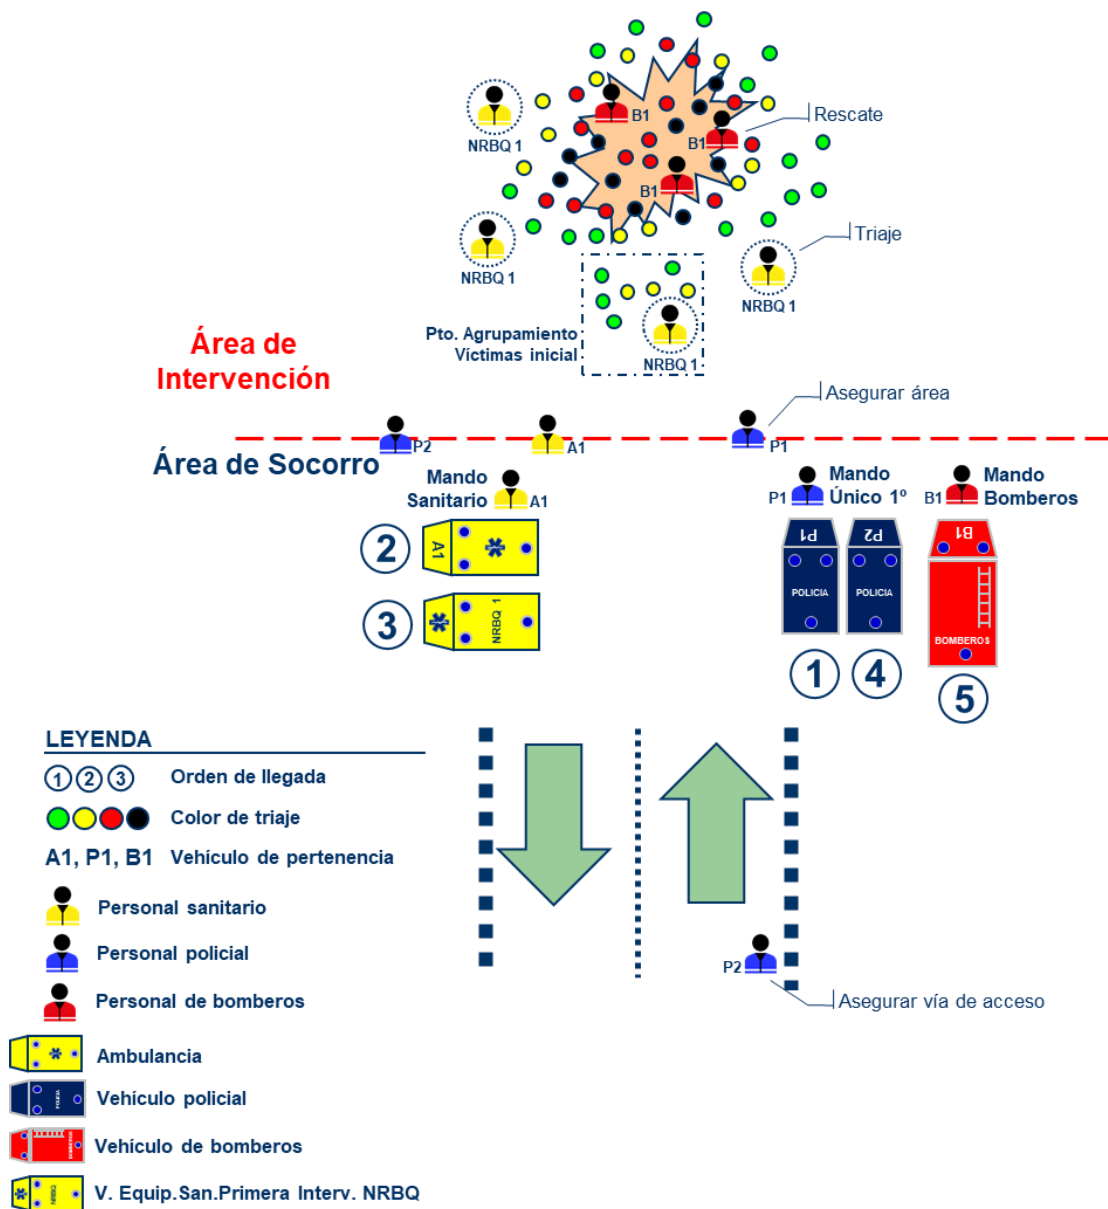 B1
Rescate
B1
NRBQ 1
B1
Triaje
NRBQ 1
NRBQ 1
Pto. Agrupamiento
Víctimas inicial
NRBQ 1
Área de
Intervención
Asegurar área
P2
A1
P1
Área de Socorro
Mando
Sanitario
A1
P1
Mando
Único 1º
B1
Mando
Bomberos
2
A1
P1
P2
B1
POLICIA
POLICIA
3
NRBQ 1
BOMBEROS
1
4
5
LEYENDA
1 2 3 Orden de llegada
Color de triaje
A1, P1, B1 Vehículo de pertenencia
Personal sanitario
Personal policial
P2
Personal de bomberos
Asegurar vía de acceso
Ambulancia
POLICIA
Vehículo policial
BOMBEROS
Vehículo de bomberos
NRBQ
V. Equip.San.Primera Interv. NRBQ